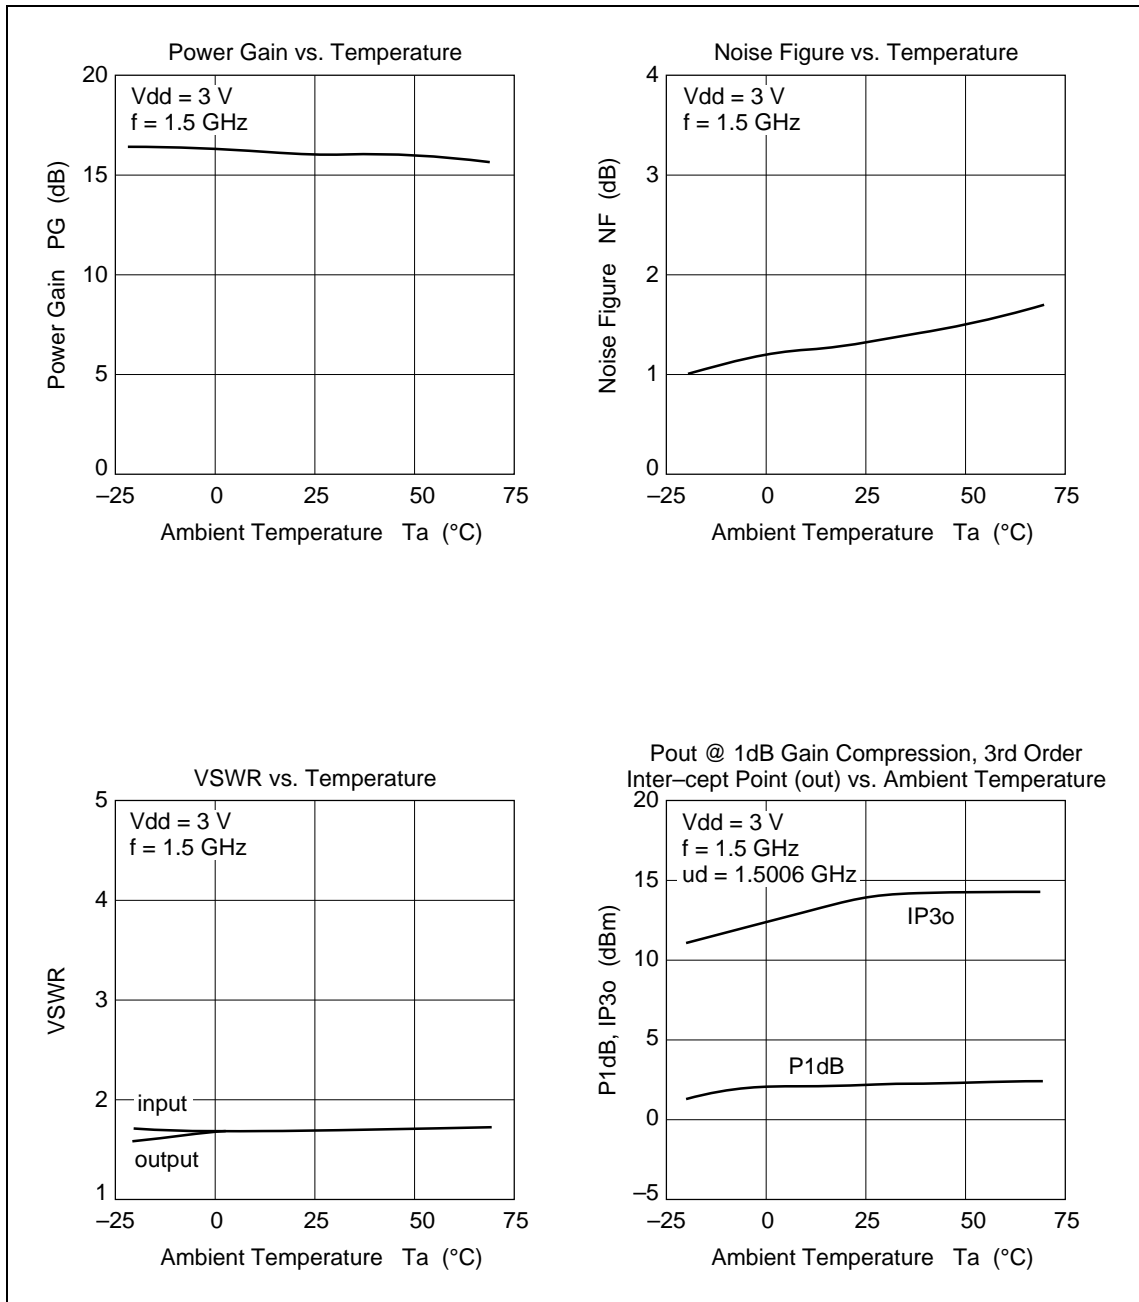 Power Gain vs. Temperature
20
15
10
5
0
Vdd = 3 V
f = 1.5 GHz
Power Gain PG (dB)
–25 0 25 50 75
Ambient Temperature Ta (°C)
Noise Figure vs. Temperature
4
3
2
1
0
Vdd = 3 V
f = 1.5 GHz
Noise Figure NF (dB)
–25 0 25 50 75
Ambient Temperature Ta (°C)
VSWR vs. Temperature
5
4
3
2
1
Vdd = 3 V
f = 1.5 GHz
VSWR
input
output
–25 0 25 50 75
Ambient Temperature Ta (°C)
Pout @ 1dB Gain Compression, 3rd Order
Inter–cept Point (out) vs. Ambient Temperature
20
15
10
5
0
–5
Vdd = 3 V
f = 1.5 GHz
ud = 1.5006 GHz
P1dB, IP3o (dBm)
IP3o
P1dB
–25 0 25 50 75
Ambient Temperature Ta (°C)